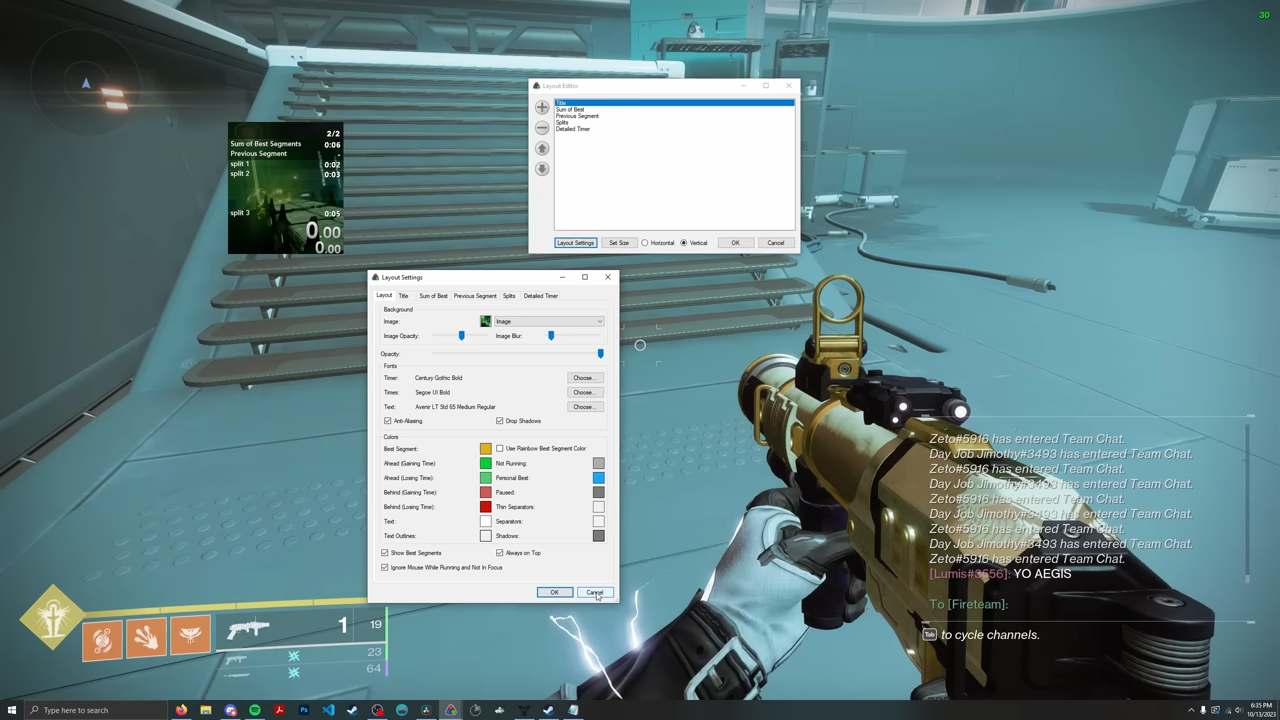 30
Layout Editor
Title
Sum of Best
Previous Segment
Splits
Detailed Timer
Layout Settings
Set Size
Horizontal
Vertical
OK
Cancel
2/2
Sum of Best Segments 0:06
Previous Segment -
split 1 0:02
split 2 0:03
split 3 0:05
0.00
0.00
Layout Settings
Layout Title Sum of Best Previous Segment Splits Detailed Timer
Background
Image: Image
Image Opacity: Image Blur:
Opacity:
Fonts
Timer: Century Gothic Bold Choose...
Times: Segoe UI Bold Choose...
Text: Avenir LT Std 65 Medium Regular Choose...
Anti-Aliasing Drop Shadows
Colors
Best Segment: Use Rainbow Best Segment Color
Ahead (Gaining Time): Not Running:
Ahead (Losing Time): Personal Best:
Behind (Gaining Time): Paused:
Behind (Losing Time): Thin Separators:
Text: Separators:
Text Outlines: Shadows:
Show Best Segments Always on Top
Ignore Mouse While Running and Not In Focus
OK Cancel
Zeto#5916 has entered Team Chat.
Day Job Jimothy#3493 has entered Team Chat.
Zeto#5916 has entered Team Chat.
Day Job Jimothy#3493 has entered Team Chat.
Zeto#5916 has entered Team Chat.
Day Job Jimothy#3493 has entered Team Chat.
Zeto#5916 has entered Team Chat.
Day Job Jimothy#3493 has entered Team Chat.
Zeto#5916 has entered Team Chat.
[Lumis#3556]: YO AEGIS
To [Fireteam]:
Tab to cycle channels.
1 19
23
64
Type here to search
6:35 PM
10/13/2023